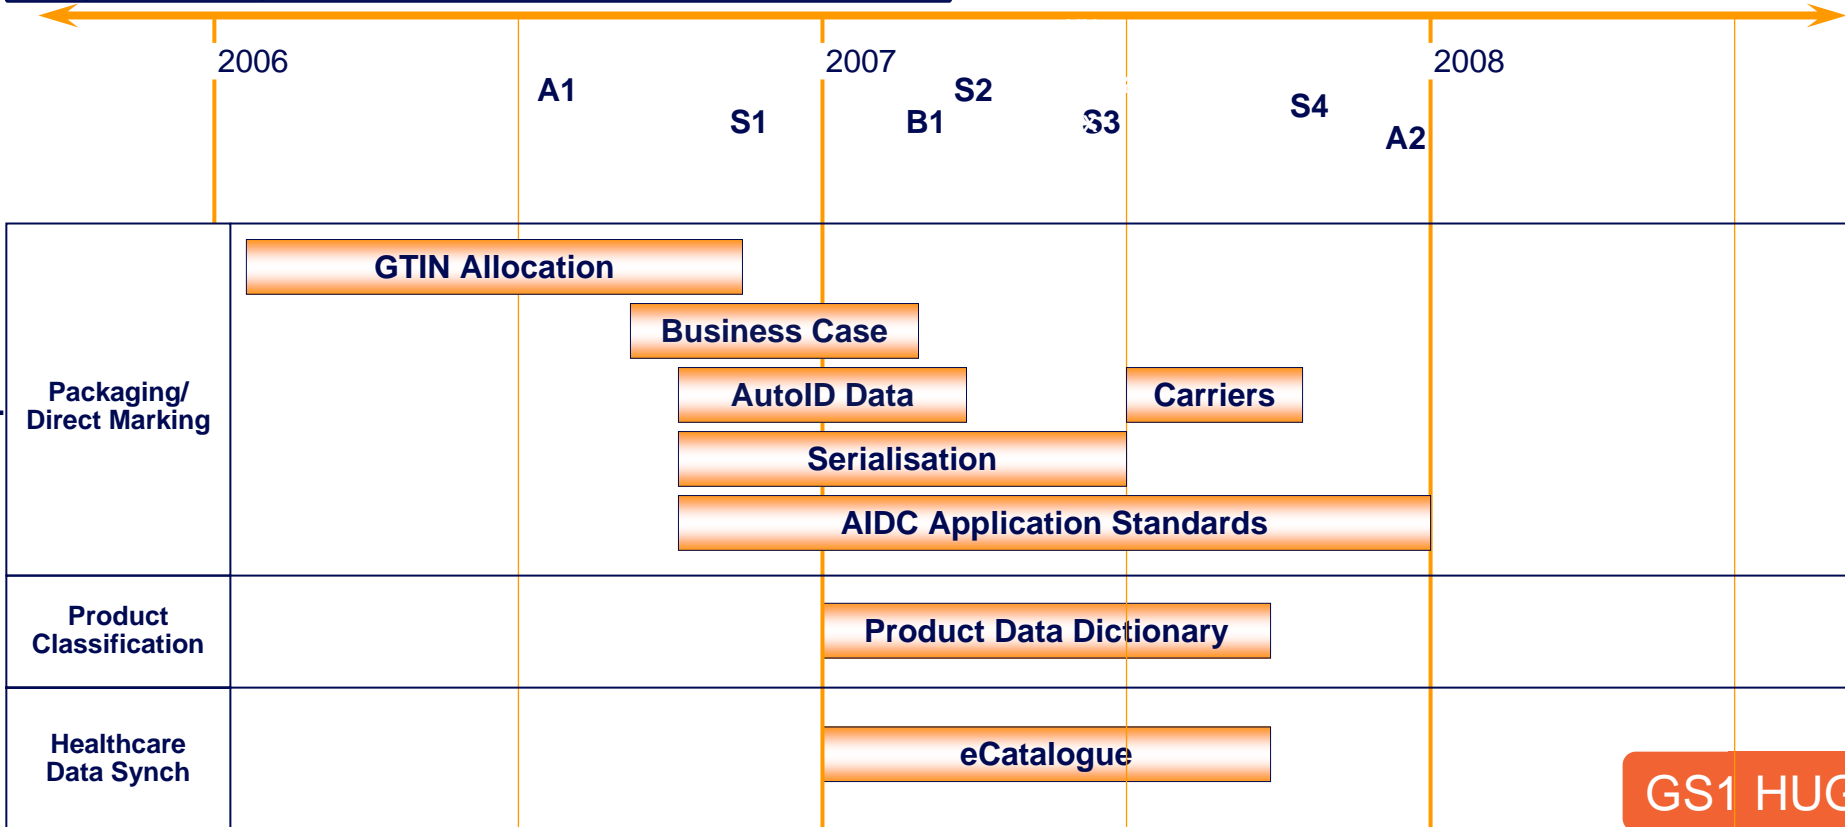 2006
2007
2008
A1
S2
S4
S1
B1
S3
A2
GTIN Allocation
Business Case
Packaging/
Direct Marking
AutoID Data
Carriers
Serialisation
AIDC Application Standards
Product
Classification
Product Data Dictionary
Healthcare
Data Synch
eCatalogue
GS1 HUG